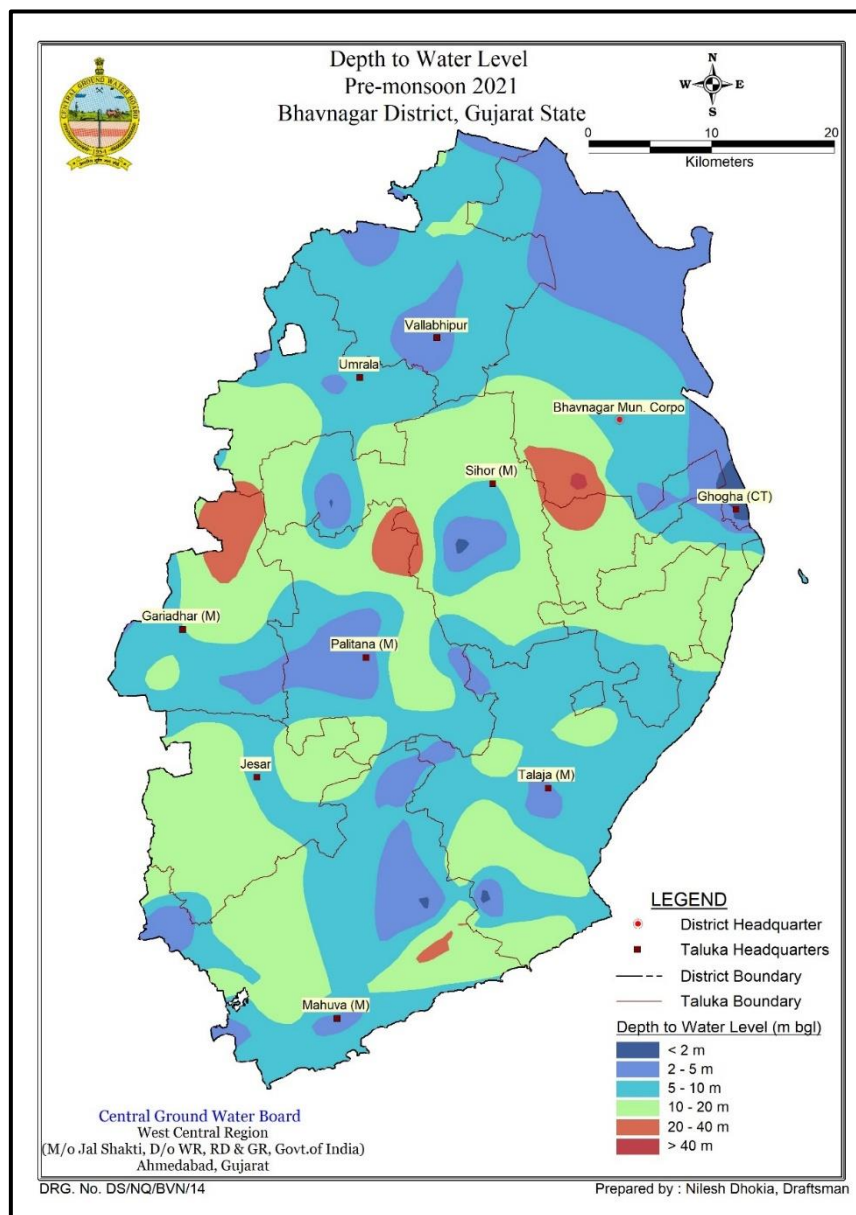 Depth to Water Level
Pre-monsoon 2021
Bhavnagar District, Gujarat State
CENTRAL GROUND WATER BOARD
N
W E
S
0 10 20
Kilometers
Vallabhipur
Umrala
Bhavnagar Mun. Corpo
Sihor (M)
Ghogha (CT)
Gariadhar (M)
Palitana (M)
Jesar
Talaja (M)
Mahuva (M)
LEGEND
District Headquarter
Taluka Headquarters
District Boundary
Taluka Boundary
Depth to Water Level (m bgl)
< 2 m
2 - 5 m
5 - 10 m
10 - 20 m
20 - 40 m
> 40 m
Central Ground Water Board
West Central Region
(M/o Jal Shakti, D/o WR, RD & GR, Govt.of India)
Ahmedabad, Gujarat
DRG. No. DS/NQ/BVN/14
Prepared by : Nilesh Dhokia, Draftsman